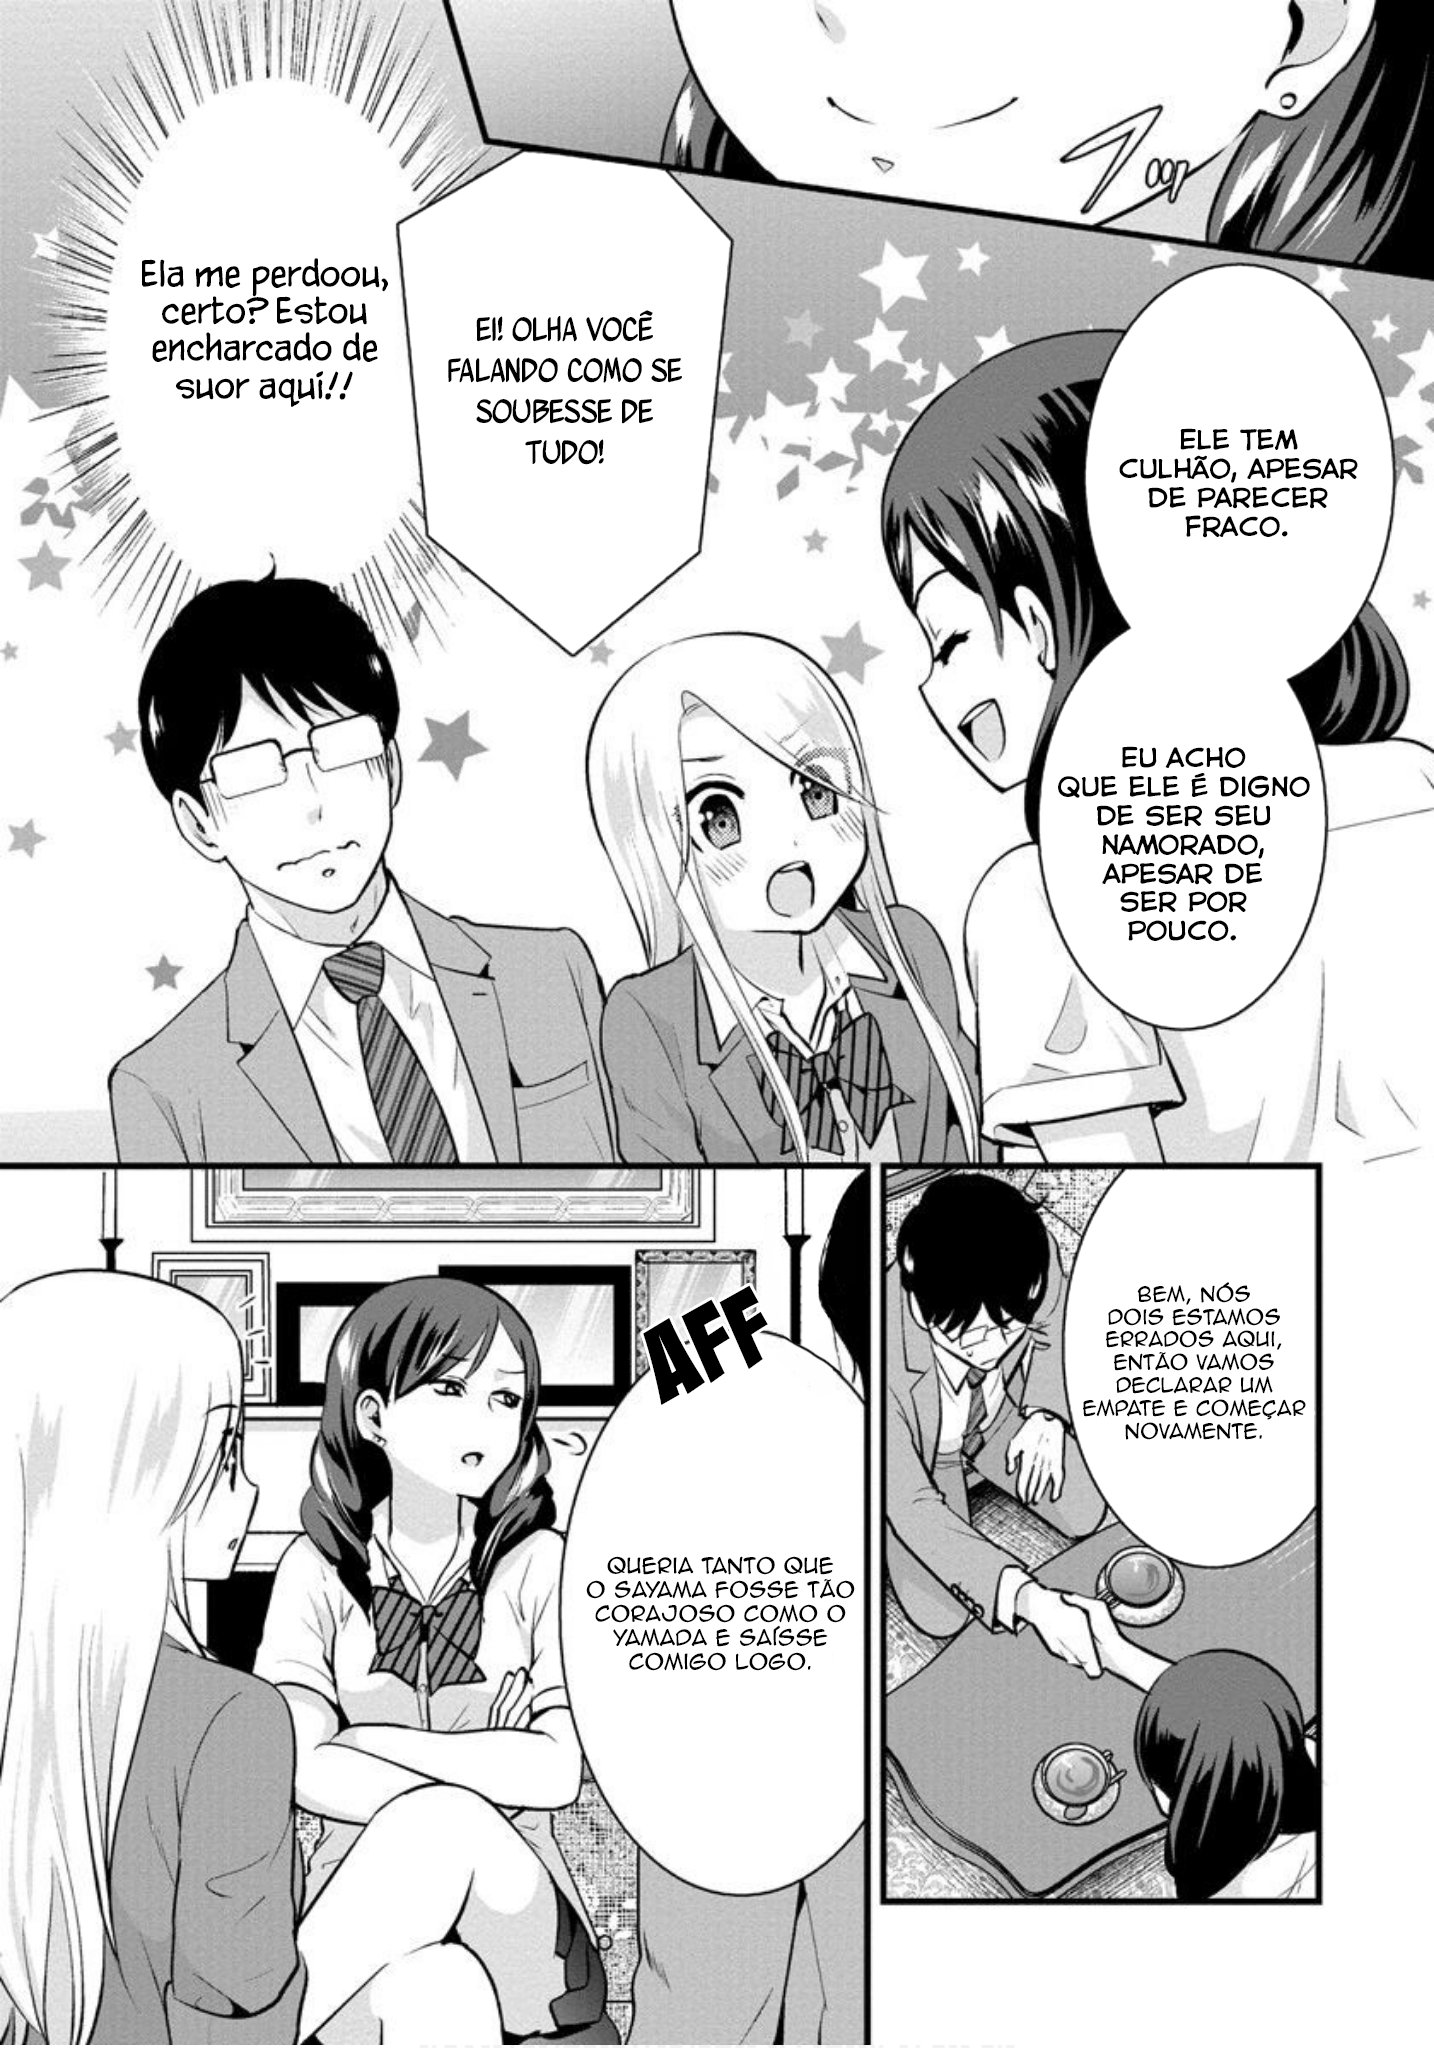 フッ
ELE TEM
CULHÃO, APESAR
DE PARECER
FRACO.
EU ACHO
QUE ELE É DIGNO
DE SER SEU
NAMORADO,
APESAR DE
SER POR
POUCO.
EI! OLHA VOCÊ
FALANDO COMO SE
SOUBESSE DE
TUDO!
Ela me perdoou,
certo? Estou
encharcado de
suor aqui!!
BEM, NÓS
DOIS ESTAMOS
ERRADOS AQUI,
ENTÃO VAMOS
DECLARAR UM
EMPATE E COMEÇAR
NOVAMENTE.
AFF
QUERIA TANTO QUE
O SAYAMA FOSSE TÃO
CORAJOSO COMO O
YAMADA E SAÍSSE
COMIGO LOGO.